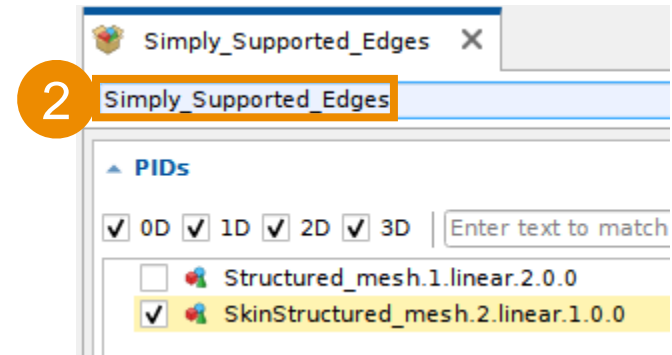 Simply_Supported_Edges
2
Simply_Supported_Edges
PIDs
0D 1D 2D 3D Enter text to match
Structured_mesh.1.linear.2.0.0
SkinStructured_mesh.2.linear.1.0.0